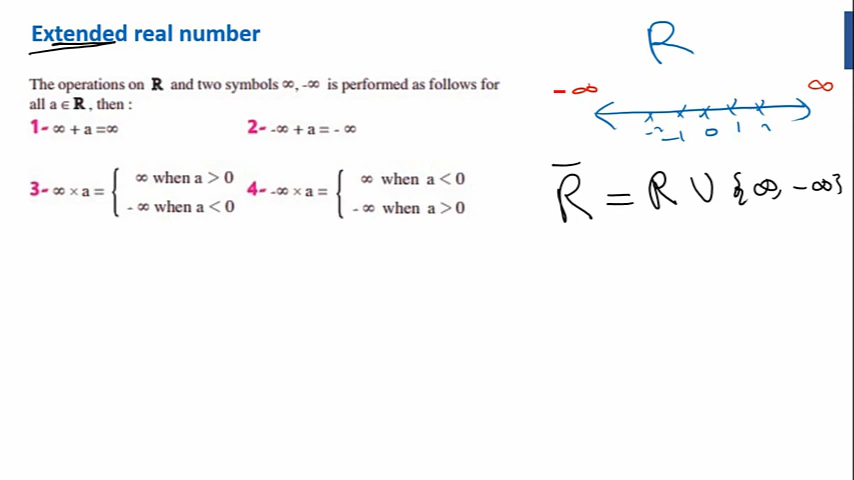 Extended real number
The operations on R and two symbols ∞, -∞ is performed as follows for
all a ∈ R, then :
1- ∞ + a =∞
2- -∞ + a = - ∞
3- ∞ × a = { ∞ when a > 0
- ∞ when a < 0
4- -∞ × a = { ∞ when a < 0
- ∞ when a > 0
R
-∞ ∞
-2 -1 0 1 2
R̅ = R ∪ {∞, -∞}